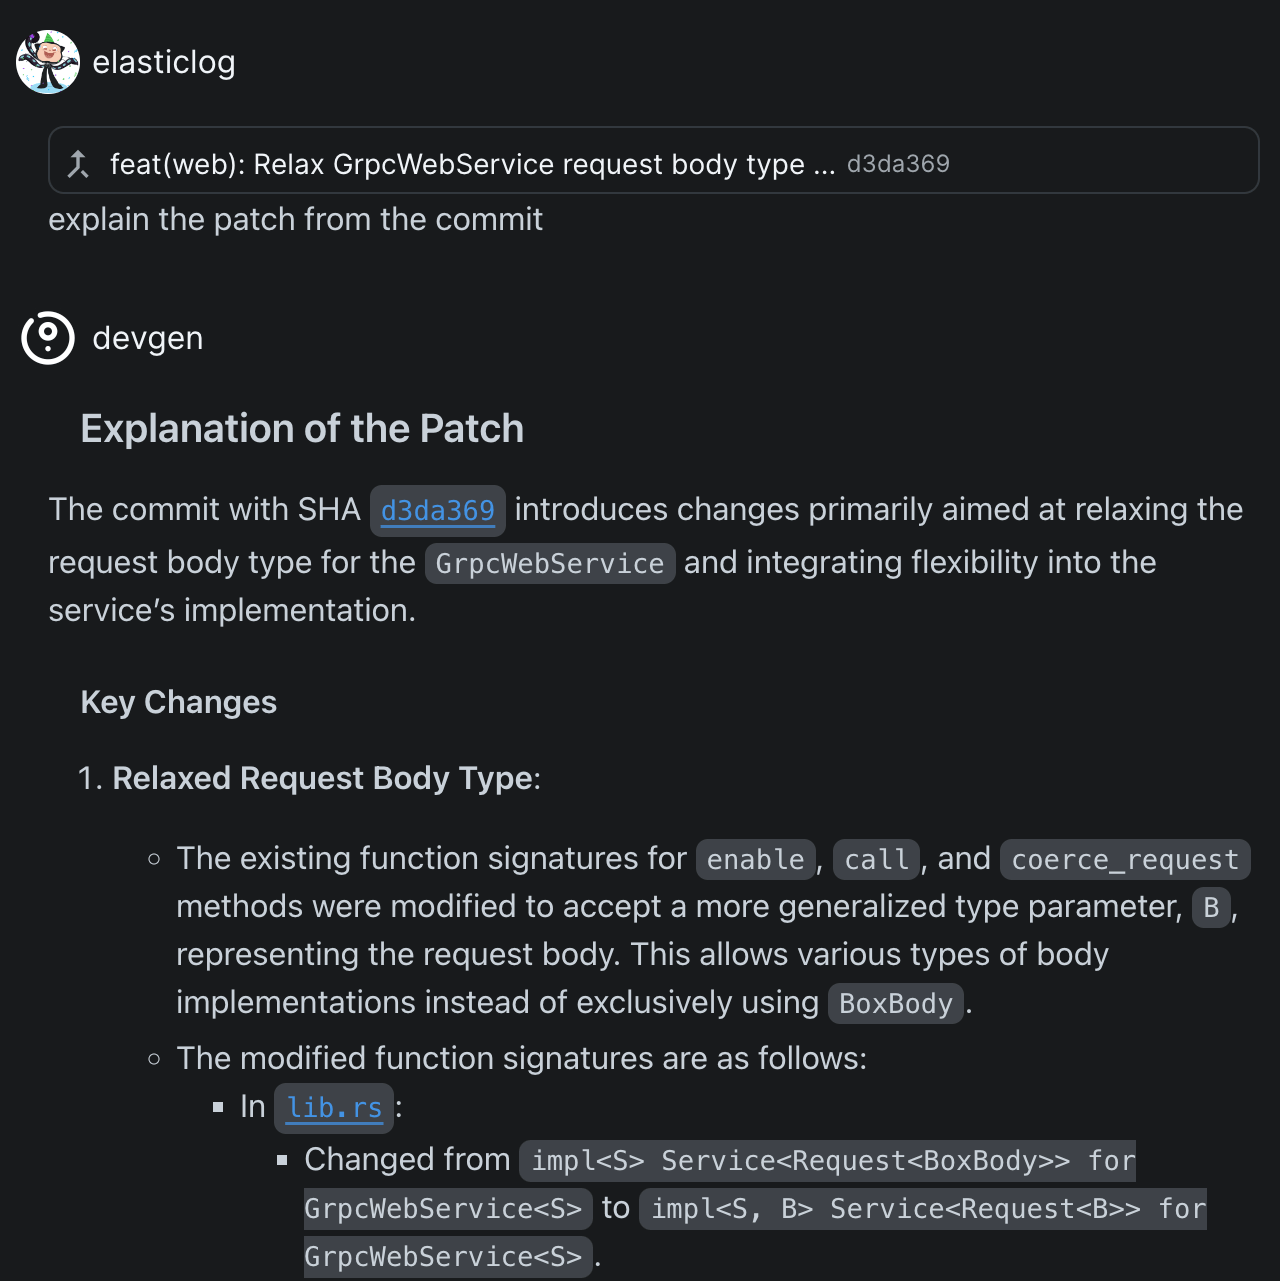 elasticlog
feat(web): Relax GrpcWebService request body type ... d3da369
explain the patch from the commit
devgen
Explanation of the Patch
The commit with SHA d3da369 introduces changes primarily aimed at relaxing the
request body type for the GrpcWebService and integrating flexibility into the
service’s implementation.
Key Changes
1. Relaxed Request Body Type:
◦ The existing function signatures for enable, call, and coerce_request
methods were modified to accept a more generalized type parameter, B,
representing the request body. This allows various types of body
implementations instead of exclusively using BoxBody.
◦ The modified function signatures are as follows:
▪ In lib.rs:
▪ Changed from impl<S> Service<Request<BoxBody>> for
GrpcWebService<S> to impl<S, B> Service<Request<B>> for
GrpcWebService<S>.